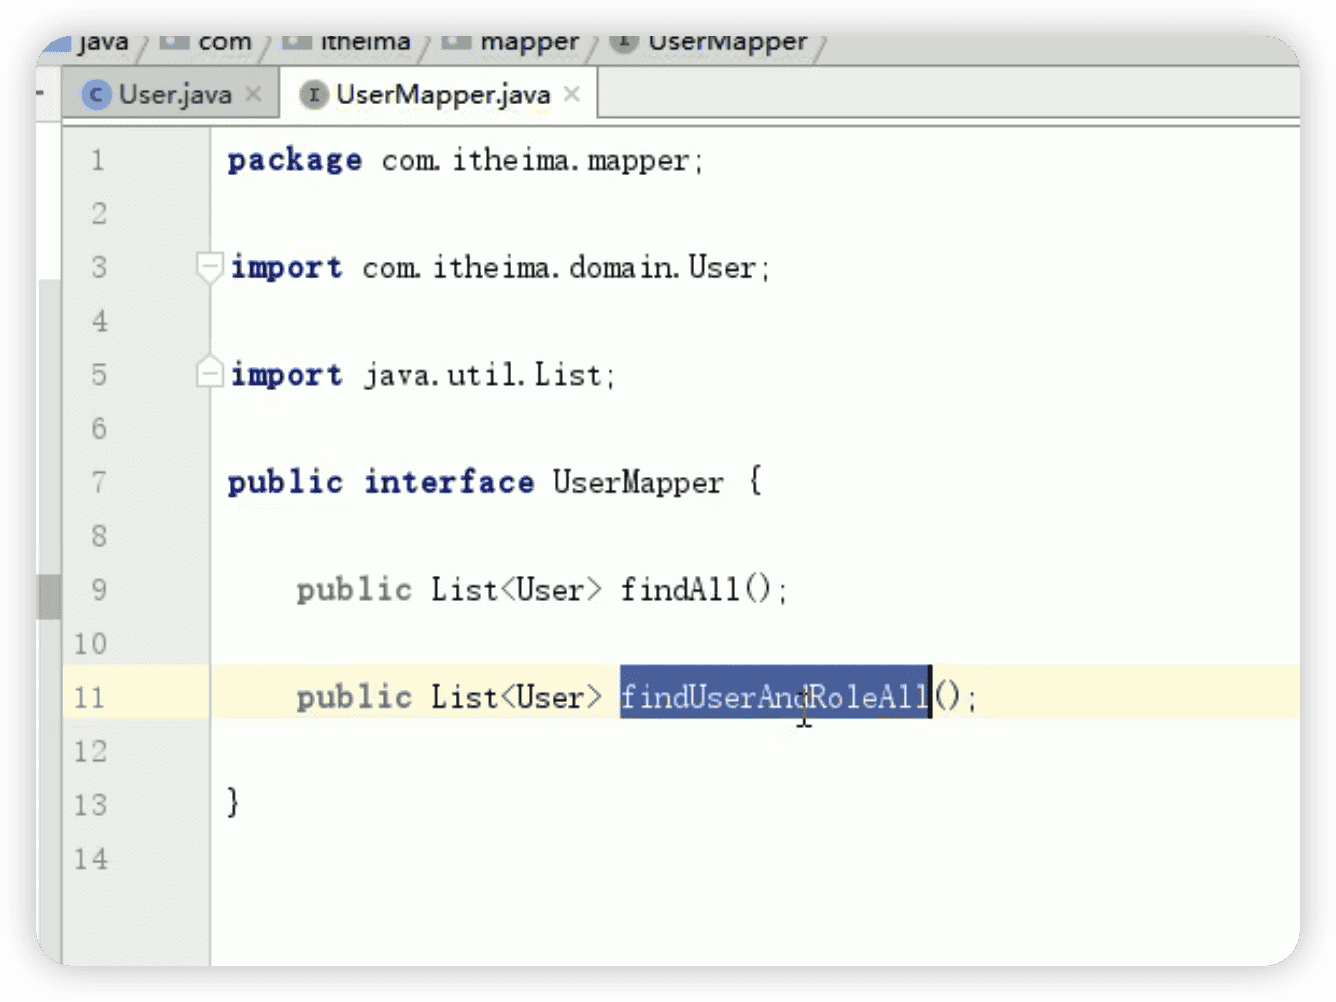 java com itheima mapper UserMapper
User.java UserMapper.java
1 package com.itheima.mapper;
2
3 import com.itheima.domain.User;
4
5 import java.util.List;
6
7 public interface UserMapper {
8
9 public List<User> findAll();
10
11 public List<User> findUserAndRoleAll();
12
13 }
14